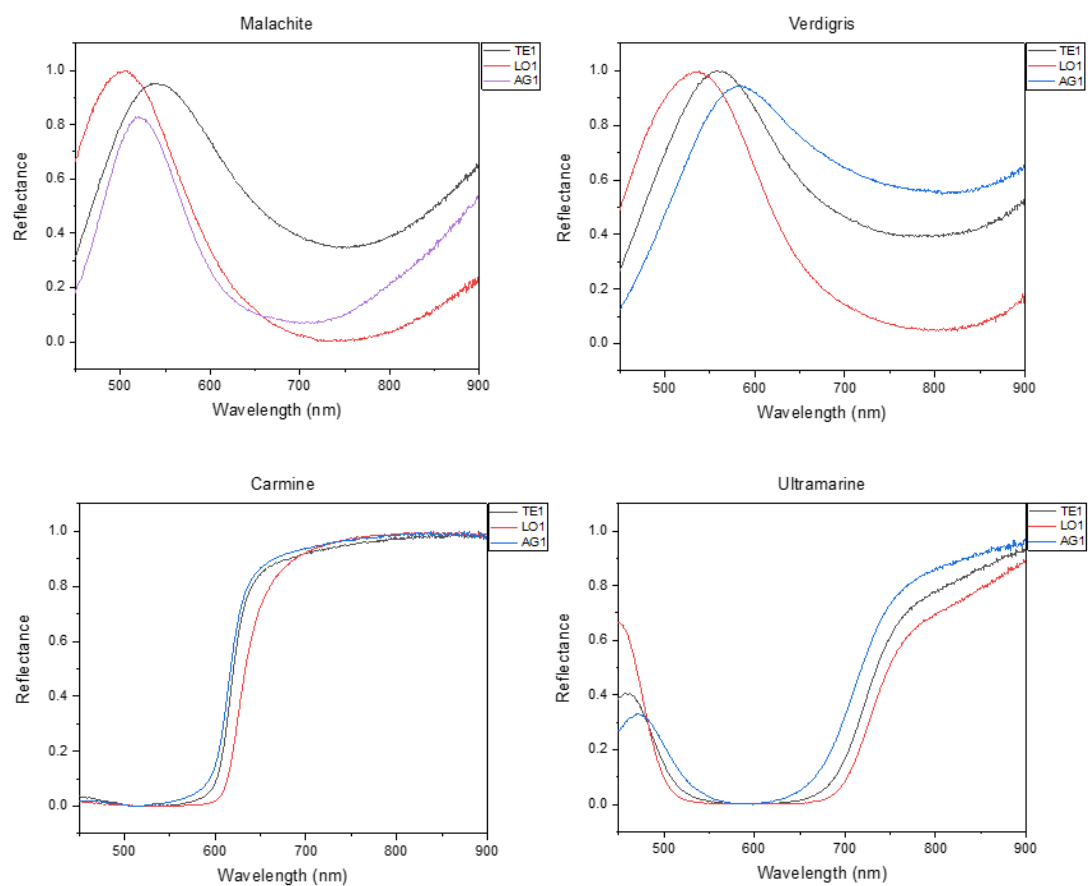 Malachite
TE1
LO1
AG1
1.0
0.8
0.6
0.4
0.2
0.0
Reflectance
500
600
700
800
900
Wavelength (nm)
Verdigris
TE1
LO1
AG1
1.0
0.8
0.6
0.4
0.2
0.0
Reflectance
500
600
700
800
900
Wavelength (nm)
Carmine
TE1
LO1
AG1
1.0
0.8
0.6
0.4
0.2
0.0
Reflectance
500
600
700
800
900
Wavelength (nm)
Ultramarine
TE1
LO1
AG1
1.0
0.8
0.6
0.4
0.2
0.0
Reflectance
500
600
700
800
900
Wavelength (nm)